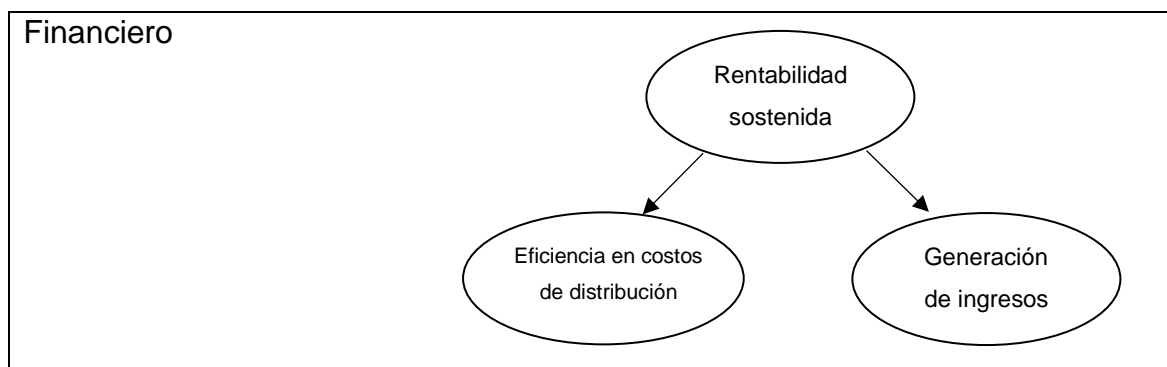 Financiero
Rentabilidad
sostenida
Eficiencia en costos
de distribución
Generación
de ingresos